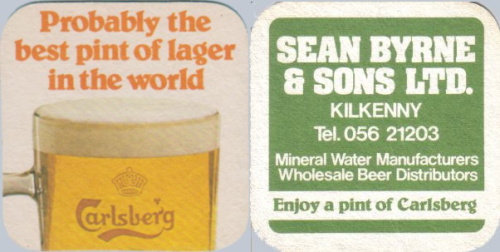 Probably the
best pint of lager
in the world
Carlsberg
SEAN BYRNE
& SONS LTD.
KILKENNY
Tel. 056 21203
Mineral Water Manufacturers
Wholesale Beer Distributors
Enjoy a pint of Carlsberg